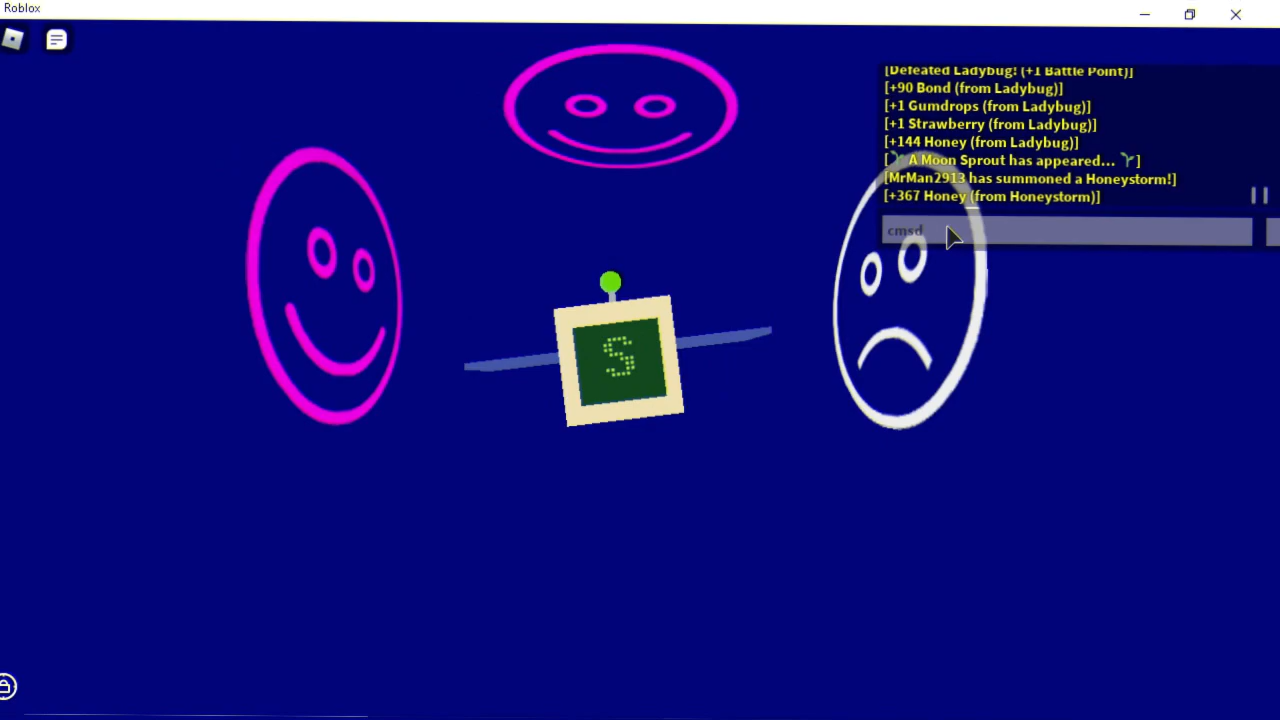 Roblox
[Defeated Ladybug! (+1 Battle Point)]
[+90 Bond (from Ladybug)]
[+1 Gumdrops (from Ladybug)]
[+1 Strawberry (from Ladybug)]
[+144 Honey (from Ladybug)]
[🌱 A Moon Sprout has appeared... 🌱]
[MrMan2913 has summoned a Honeystorm!]
[+367 Honey (from Honeystorm)]
cmsd
S